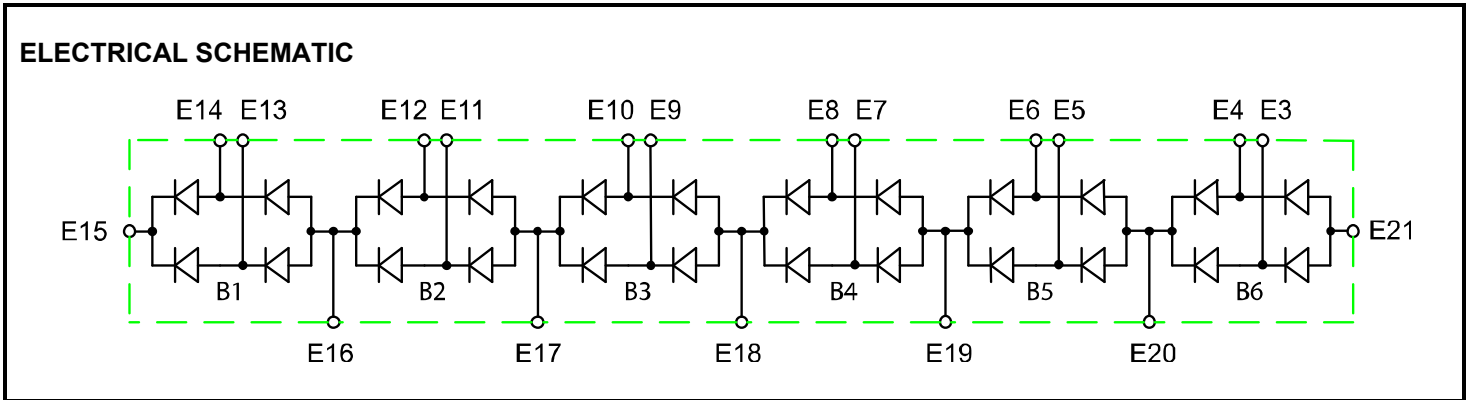 ELECTRICAL SCHEMATIC
E14 E13 E12 E11 E10 E9 E8 E7 E6 E5 E4 E3
E15 E21
B1 B2 B3 B4 B5 B6
E16 E17 E18 E19 E20